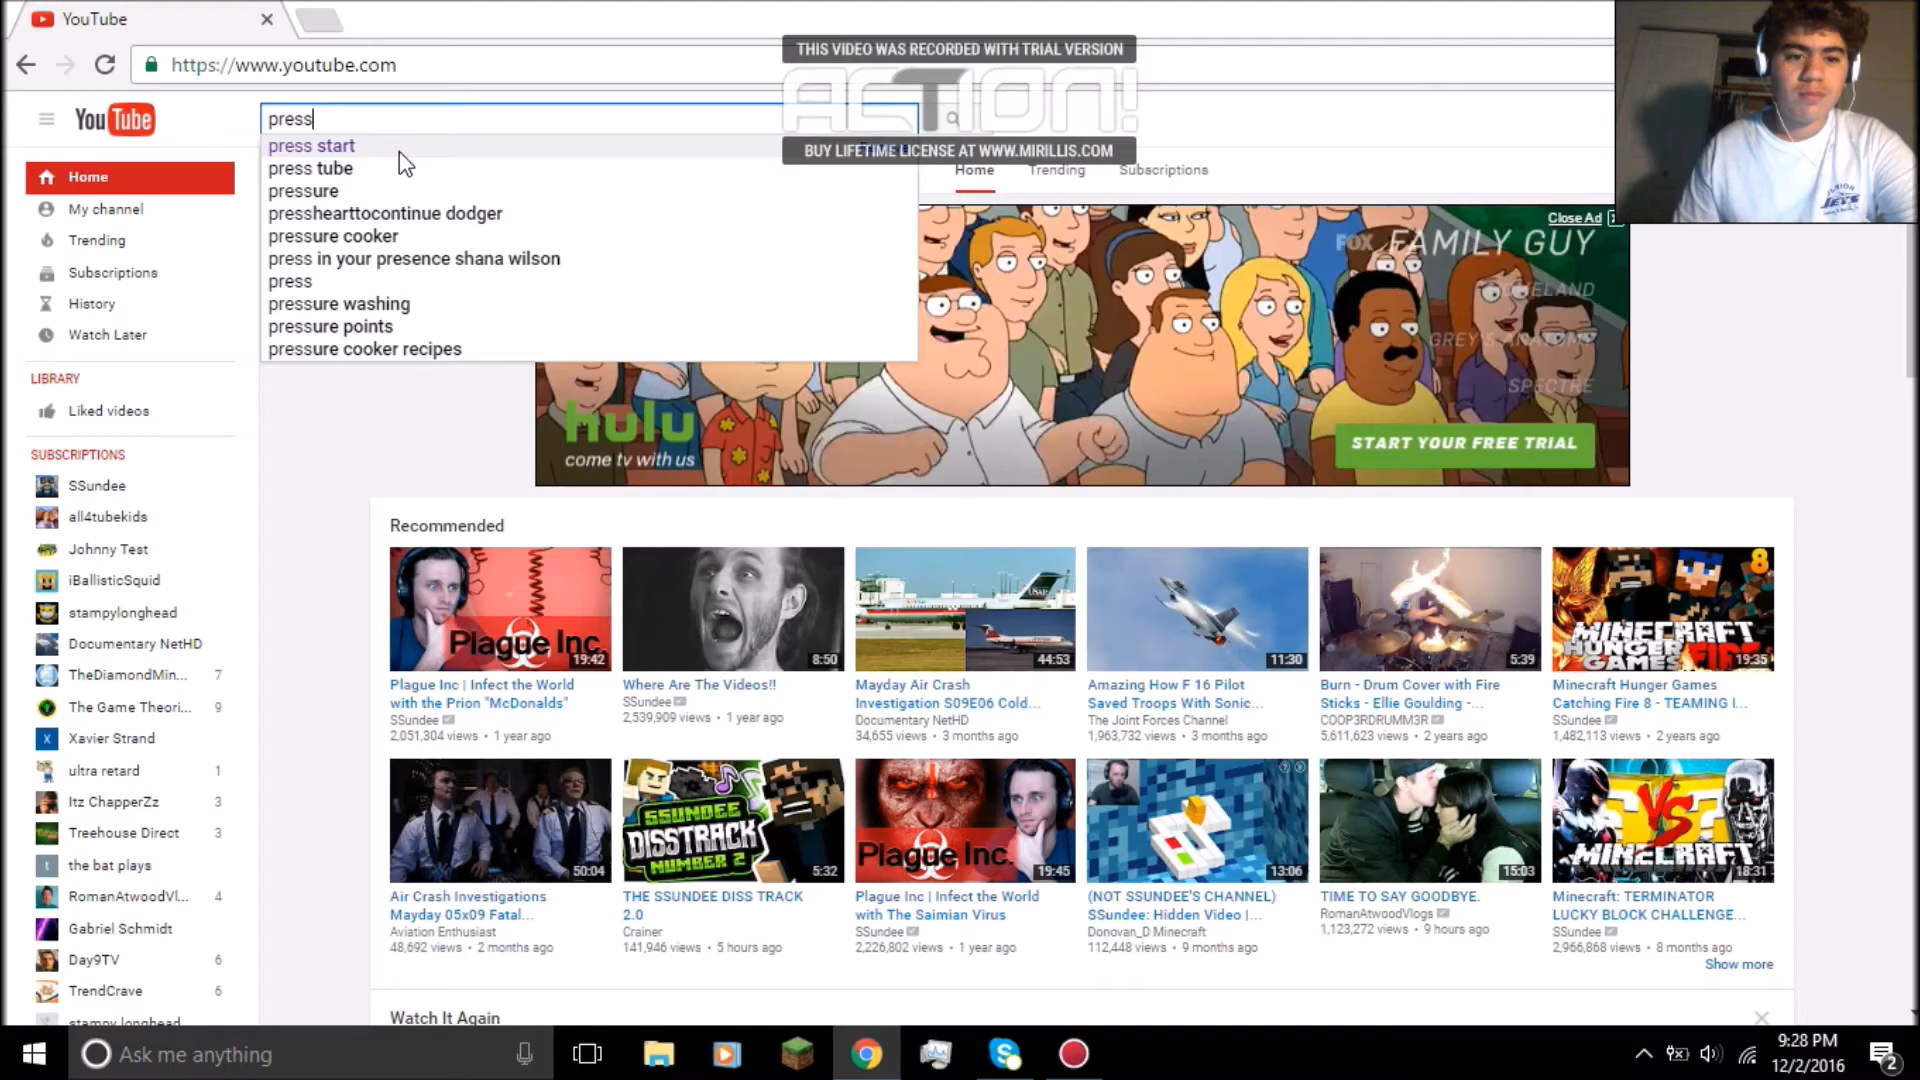 YouTube
THIS VIDEO WAS RECORDED WITH TRIAL VERSION
https://www.youtube.com
ACTION!
YouTube
press
BUY LIFETIME LICENSE AT WWW.MIRILLIS.COM
press start
press tube
pressure
presshearttocontinue dodger
pressure cooker
press in your presence shana wilson
press
pressure washing
pressure points
pressure cooker recipes
Home
Trending
Subscriptions
JUNIOR
JETS
Home
My channel
Trending
Subscriptions
History
Watch Later
LIBRARY
Liked videos
SUBSCRIPTIONS
SSundee
all4tubekids
Johnny Test
iBallisticSquid
stampylonghead
Documentary NetHD
TheDiamondMin... 7
The Game Theori... 9
Xavier Strand
ultra retard 1
Itz ChapperZz 3
Treehouse Direct 3
the bat plays
RomanAtwoodVl... 4
Gabriel Schmidt
Day9TV 6
TrendCrave 6
stampy longhead
Close Ad
FOX FAMILY GUY
HOMELAND
GREY'S ANATOMY
SPECTRE
hulu
come tv with us
START YOUR FREE TRIAL
Recommended
Plague Inc.
19:42
Plague Inc | Infect the World
with the Prion "McDonalds"
SSundee
2,051,304 views • 1 year ago
8:50
Where Are The Videos!!
SSundee
2,539,909 views • 1 year ago
USAir
44:53
Mayday Air Crash
Investigation S09E06 Cold...
Documentary NetHD
34,655 views • 3 months ago
11:30
Amazing How F 16 Pilot
Saved Troops With Sonic...
The Joint Forces Channel
1,963,732 views • 3 months ago
5:39
Burn - Drum Cover with Fire
Sticks - Ellie Goulding -...
COOP3RDRUMM3R
5,611,623 views • 2 years ago
8
MINECRAFT
HUNGER
GAMES FIRE
19:35
Minecraft Hunger Games
Catching Fire 8 - TEAMING I...
SSundee
1,482,113 views • 2 years ago
50:04
Air Crash Investigations
Mayday 05x09 Fatal...
Aviation Enthusiast
48,692 views • 2 months ago
SSUNDEE
DISSTRACK
NUMBER 2
5:32
THE SSUNDEE DISS TRACK
2.0
Crainer
141,946 views • 5 hours ago
Plague Inc.
19:45
Plague Inc | Infect the World
with The Saimian Virus
SSundee
2,226,802 views • 1 year ago
13:06
(NOT SSUNDEE'S CHANNEL)
SSundee: Hidden Video |...
Donovan_D Minecraft
112,448 views • 9 months ago
15:03
TIME TO SAY GOODBYE.
RomanAtwoodVlogs
1,123,272 views • 9 hours ago
VS
MINECRAFT
18:31
Minecraft: TERMINATOR
LUCKY BLOCK CHALLENGE...
SSundee
2,966,868 views • 8 months ago
Show more
Watch It Again
Ask me anything
9:28 PM
12/2/2016
2